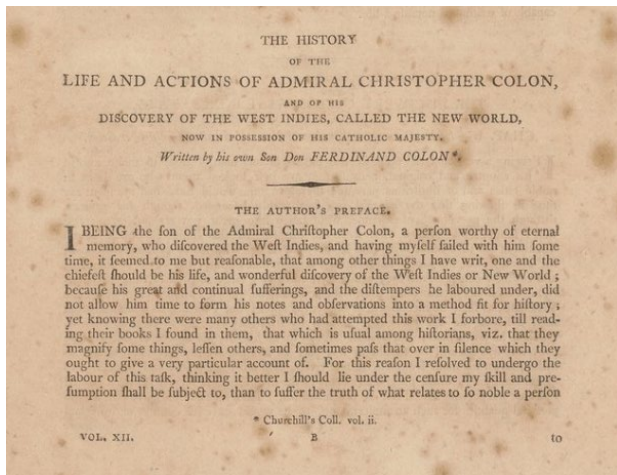 THE HISTORY
OF THE
LIFE AND ACTIONS OF ADMIRAL CHRISTOPHER COLON,
AND OF HIS
DISCOVERY OF THE WEST INDIES, CALLED THE NEW WORLD,
NOW IN POSSESSION OF HIS CATHOLIC MAJESTY.
Written by his own Son Don FERDINAND COLON*.
THE AUTHOR'S PREFACE.
I BEING the ſon of the Admiral Chriſtopher Colon, a perſon worthy of eternal
memory, who diſcovered the Weſt Indies, and having myſelf ſailed with him ſome
time, it ſeemed to me but reaſonable, that among other things I have writ, one and the
chiefeſt ſhould be his life, and wonderful diſcovery of the Weſt Indies or New World;
becauſe his great and continual ſufferings, and the diſtempers he laboured under, did
not allow him time to form his notes and obſervations into a method fit for hiſtory;
yet knowing there were many others who had attempted this work I forbore, till read-
ing their books I found in them, that which is uſual among hiſtorians, viz. that they
magnify ſome things, leſſen others, and ſometimes paſs that over in ſilence which they
ought to give a very particular account of. For this reaſon I reſolved to undergo the
labour of this taſk, thinking it better I ſhould lie under the cenſure my ſkill and pre-
ſumption ſhall be ſubject to, than to ſuffer the truth of what relates to ſo noble a perſon
* Churchill's Coll. vol. ii.
VOL. XII. B to